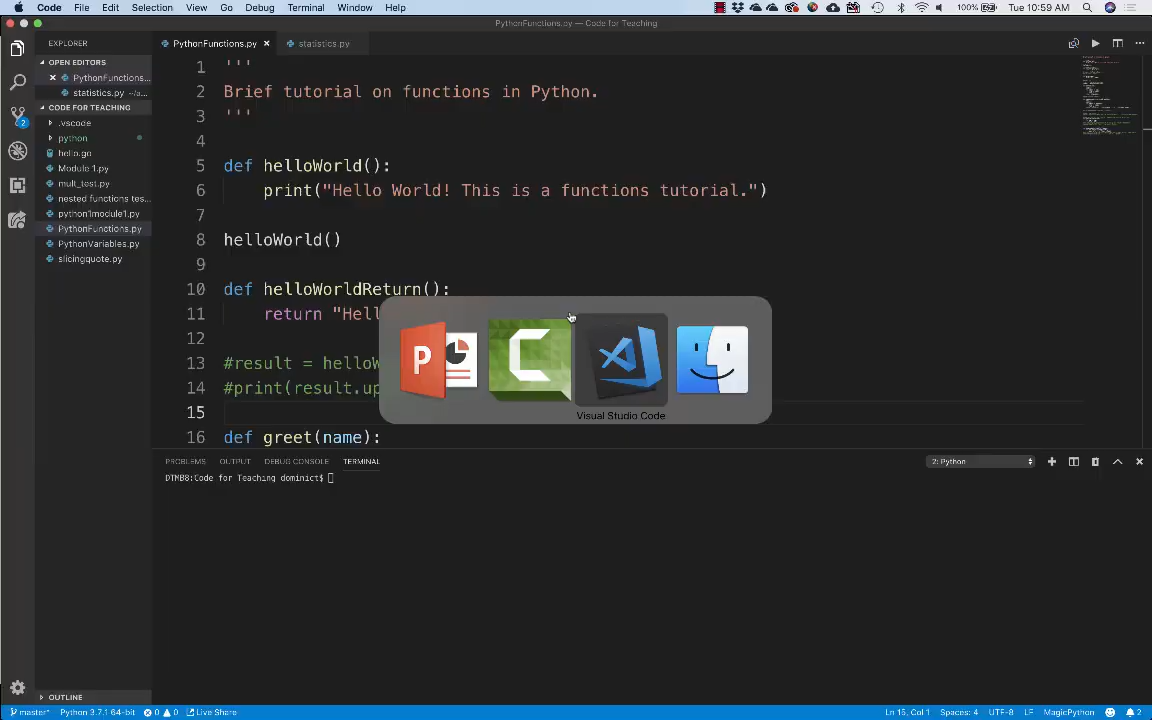 Code File Edit Selection View Go Debug Terminal Window Help 100% Tue 10:59 AM
PythonFunctions.py — Code for Teaching
EXPLORER
PythonFunctions.py
statistics.py
OPEN EDITORS
PythonFunctions...
statistics.py ~/a...
CODE FOR TEACHING
.vscode
python
hello.go
Module 1.py
mult_test.py
nested functions tes...
python1module1.py
PythonFunctions.py
PythonVariables.py
slicingquote.py
OUTLINE
1 '''
2 Brief tutorial on functions in Python.
3 '''
4
5 def helloWorld():
6 print("Hello World! This is a functions tutorial.")
7
8 helloWorld()
9
10 def helloWorldReturn():
11 return "Hell
12
13 #result = helloW
14 #print(result.up
15
16 def greet(name):
P
C
Visual Studio Code
PROBLEMS OUTPUT DEBUG CONSOLE TERMINAL 2: Python
DTMB8:Code for Teaching dominict$
2
master* Python 3.7.1 64-bit 0 0 Live Share Ln 15, Col 1 Spaces: 4 UTF-8 LF MagicPython 2